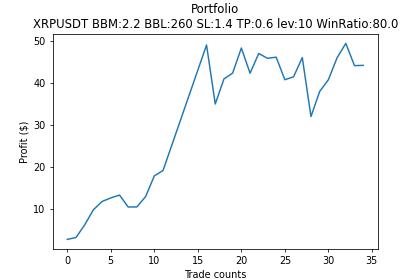 Portfolio
XRPUSDT BBM:2.2 BBL:260 SL:1.4 TP:0.6 lev:10 WinRatio:80.0
50
40
30
20
10
Profit ($)
0 5 10 15 20 25 30 35
Trade counts